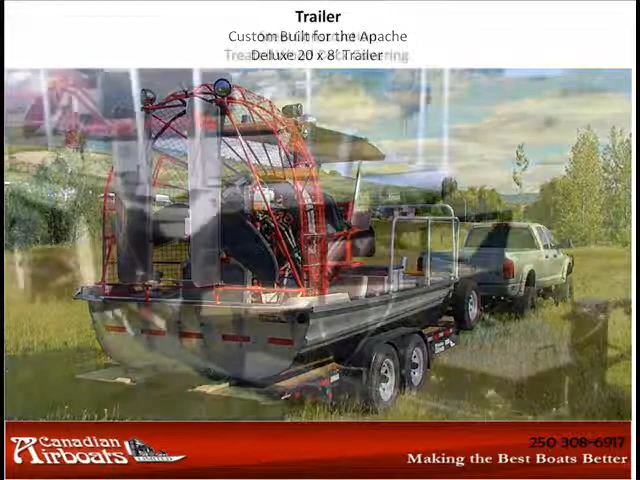 Trailer
Custom Built for the Apache
Deluxe 20 x 8' Trailer
Canadian
Airboats
LIMITED
250-308-6917
Making the Best Boats Better